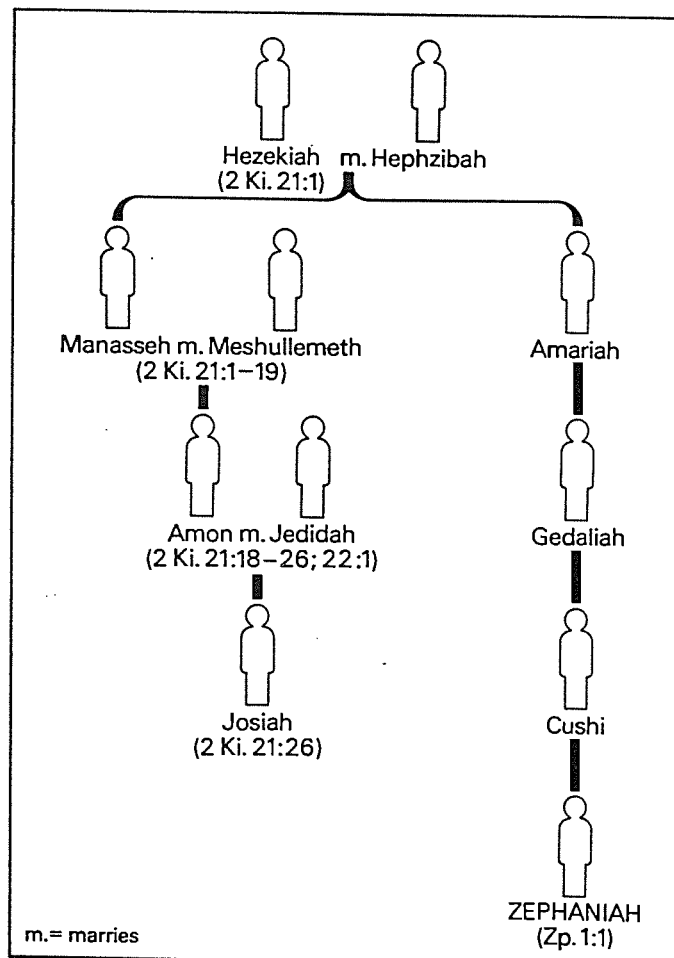 Hezekiah m. Hephzibah
(2 Ki. 21:1)
Manasseh m. Meshullemeth
(2 Ki. 21:1–19)
Amariah
Amon m. Jedidah
(2 Ki. 21:18–26; 22:1)
Gedaliah
Josiah
(2 Ki. 21:26)
Cushi
ZEPHANIAH
(Zp. 1:1)
m.= marries